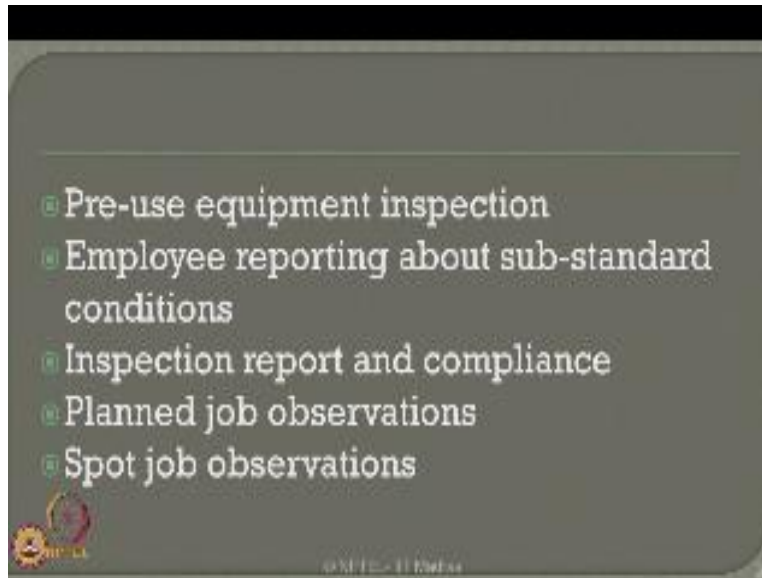 Pre-use equipment inspection
Employee reporting about sub-standard
conditions
Inspection report and compliance
Planned job observations
Spot job observations